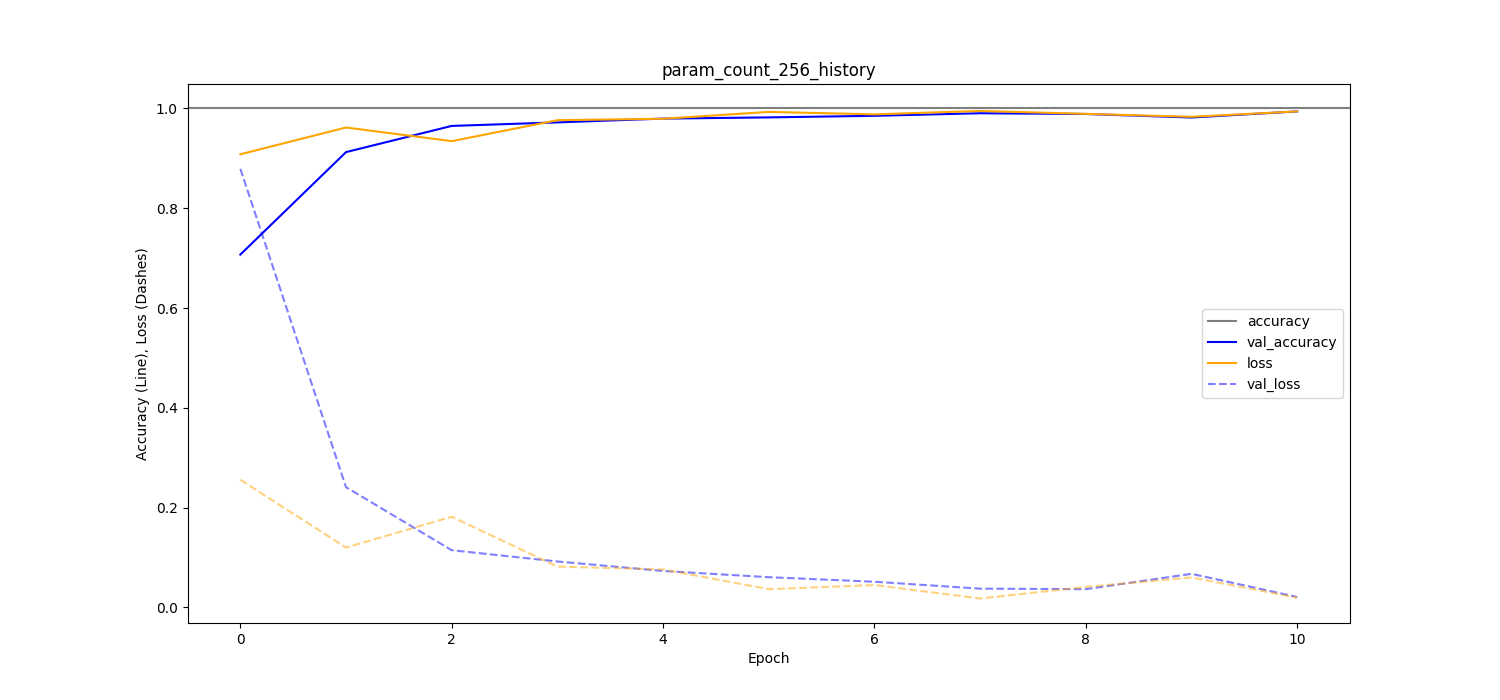 param_count_256_history
1.0
0.8
0.6
0.4
0.2
0.0
Accuracy (Line), Loss (Dashes)
accuracy
val_accuracy
loss
val_loss
0 2 4 6 8 10
Epoch